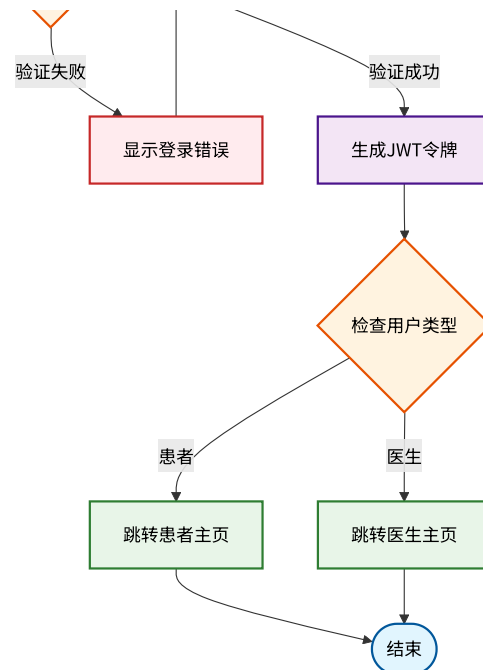 验证失败
验证成功
显示登录错误
生成JWT令牌
检查用户类型
患者
医生
跳转患者主页
跳转医生主页
结束